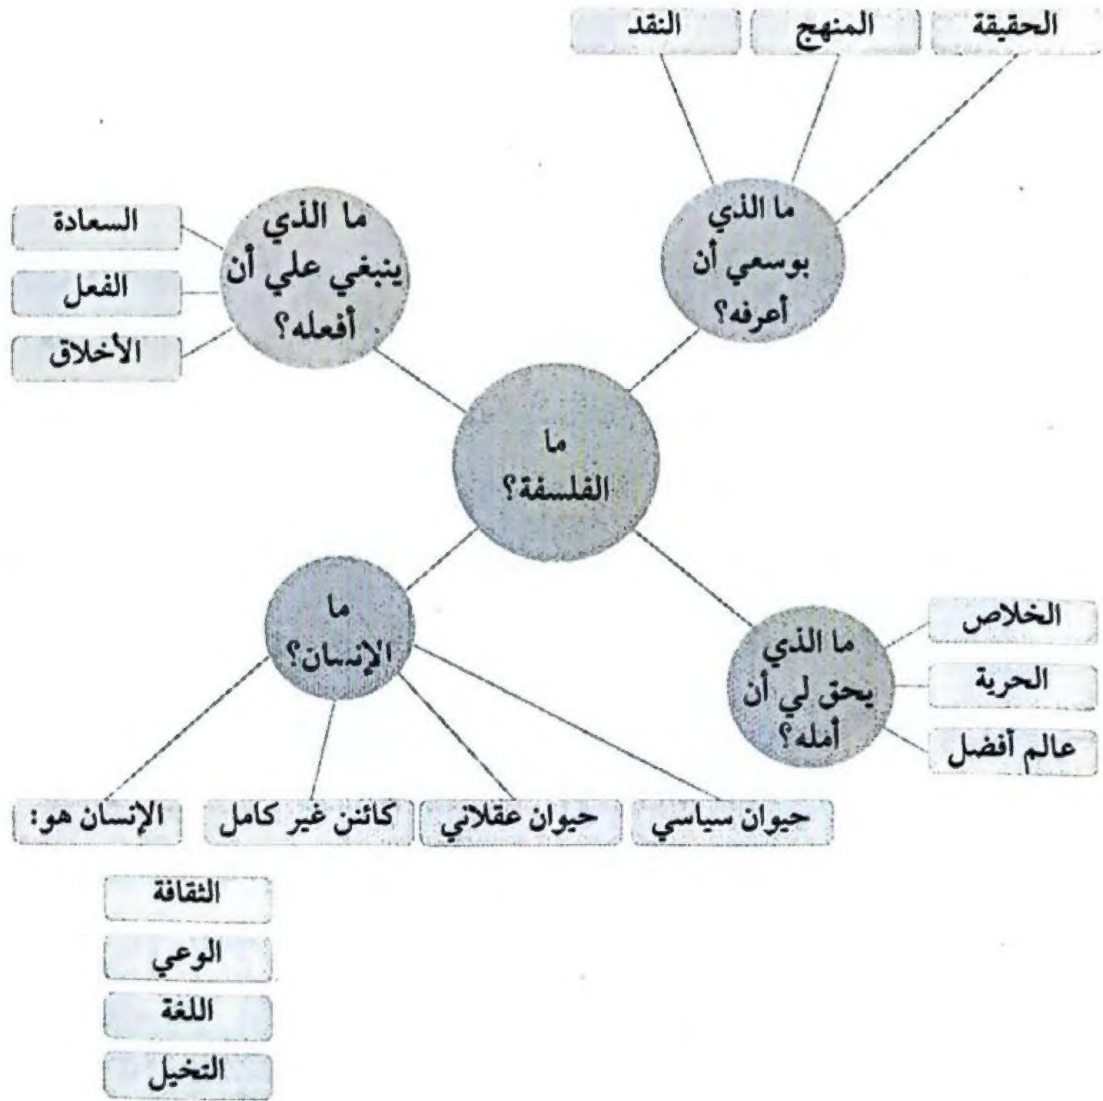 الحقيقة
المنهج
النقد
ما الذي
بوسعي أن
أعرفه؟
ما الذي
ينبغي علي أن
أفعله؟
السعادة
الفعل
الأخلاق
ما
الفلسفة؟
ما
الإنسان؟
ما الذي
يحق لي أن
أمله؟
الخلاص
الحرية
عالم أفضل
حيوان سياسي
حيوان عقلاني
كائنن غير كامل
الإنسان هو:
الثقافة
الوعي
اللغة
التخيل